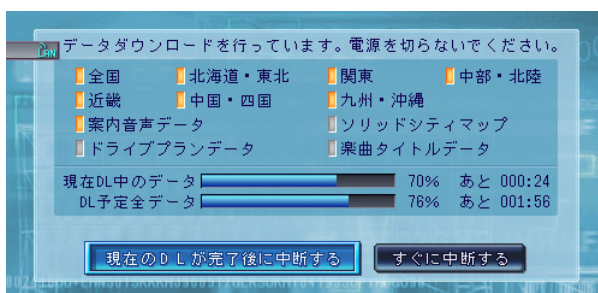 LAN
データダウンロードを行っています。電源を切らないでください。
全国 北海道・東北 関東 中部・北陸
近畿 中国・四国 九州・沖縄
案内音声データ ソリッドシティマップ
ドライブプランデータ 楽曲タイトルデータ
現在DL中のデータ 70% あと 000:24
DL予定全データ 76% あと 001:56
現在のDLが完了後に中断する すぐに中断する